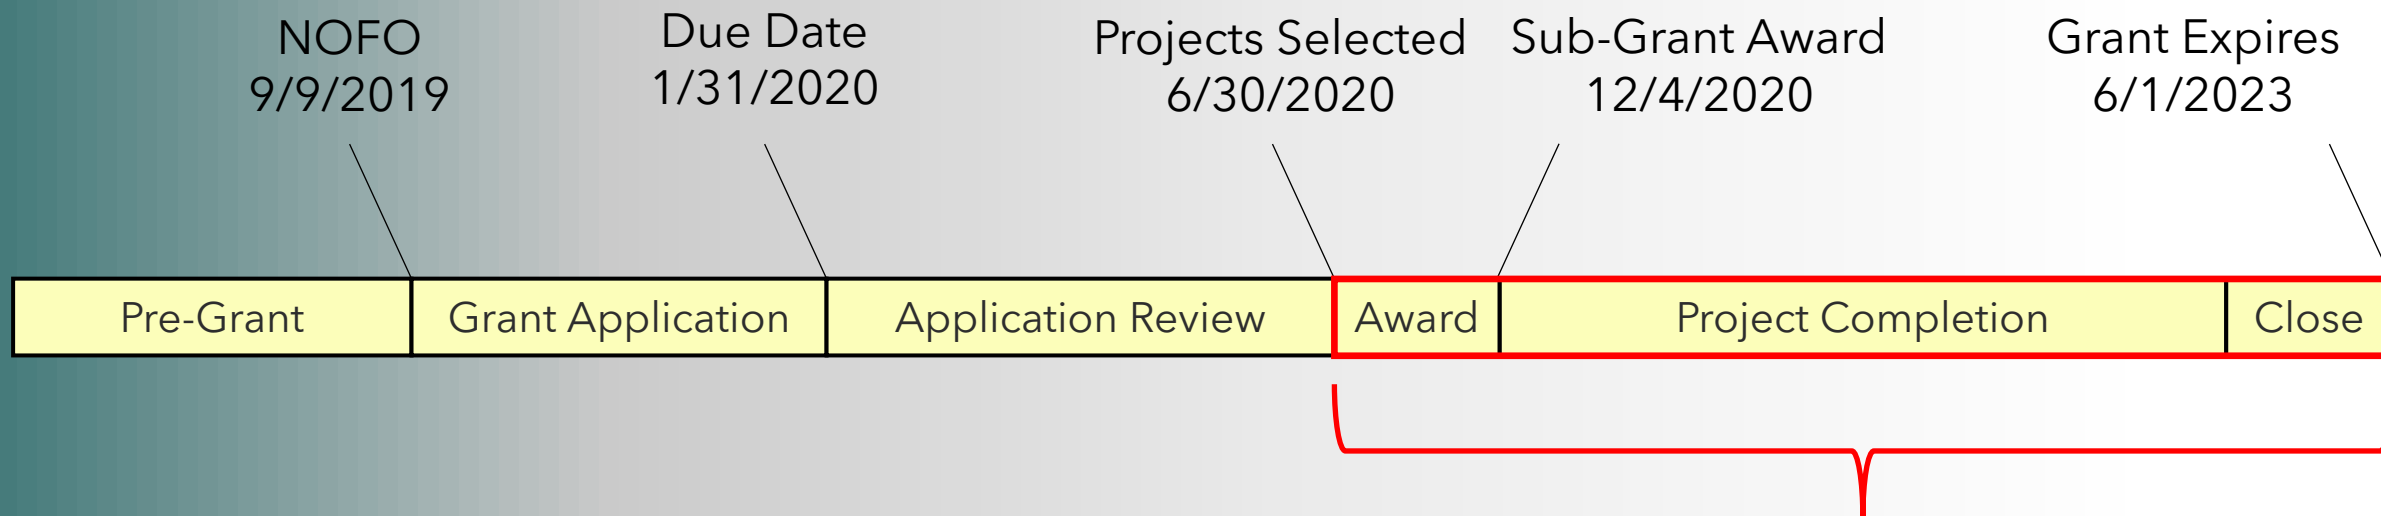 NOFO
9/9/2019
Due Date
1/31/2020
Projects Selected
6/30/2020
Sub-Grant Award
12/4/2020
Grant Expires
6/1/2023
Pre-Grant
Grant Application
Application Review
Award
Project Completion
Close